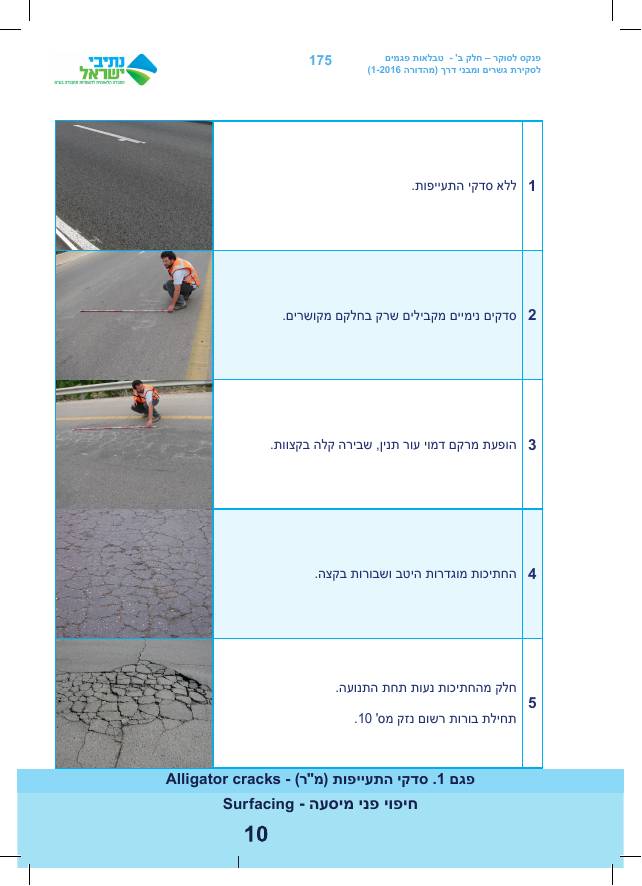 פנקס לסוקר – חלק ב' - טבלאות פגמים
לסקירת גשרים ומבני דרך (מהדורה 1-2016)
175
נתיבי
ישראל
1
ללא סדקי התעייפות.
2
סדקים נימיים מקבילים שרק בחלקם מקושרים.
3
הופעת מרקם דמוי עור תנין, שבירה קלה בקצוות.
4
החתיכות מוגדרות היטב ושבורות בקצה.
5
חלק מהחתיכות נעות תחת התנועה.
תחילת בורות רשום נזק מס' 10.
פגם 1. סדקי התעייפות (מ"ר) - Alligator cracks
חיפוי פני מיסעה - Surfacing
10